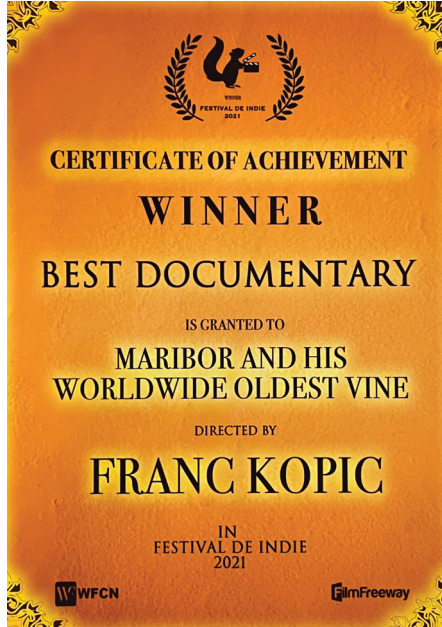 WINNER
FESTIVAL DE INDIE
2021
CERTIFICATE OF ACHIEVEMENT
WINNER
BEST DOCUMENTARY
IS GRANTED TO
MARIBOR AND HIS
WORLDWIDE OLDEST VINE
DIRECTED BY
FRANC KOPIC
IN
FESTIVAL DE INDIE
2021
W WFCN
FilmFreeway